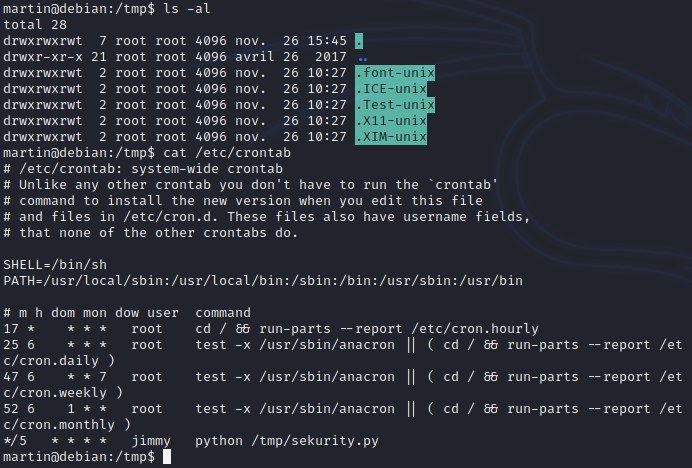 martin@debian:/tmp$ ls -al
total 28
drwxrwxrwt  7 root root 4096 nov.  26 15:45 .
drwxr-xr-x 21 root root 4096 avril 26  2017 ..
drwxrwxrwt  2 root root 4096 nov.  26 10:27 .font-unix
drwxrwxrwt  2 root root 4096 nov.  26 10:27 .ICE-unix
drwxrwxrwt  2 root root 4096 nov.  26 10:27 .Test-unix
drwxrwxrwt  2 root root 4096 nov.  26 10:27 .X11-unix
drwxrwxrwt  2 root root 4096 nov.  26 10:27 .XIM-unix
martin@debian:/tmp$ cat /etc/crontab
# /etc/crontab: system-wide crontab
# Unlike any other crontab you don't have to run the `crontab'
# command to install the new version when you edit this file
# and files in /etc/cron.d. These files also have username fields,
# that none of the other crontabs do.

SHELL=/bin/sh
PATH=/usr/local/sbin:/usr/local/bin:/sbin:/bin:/usr/sbin:/usr/bin

# m h dom mon dow user  command
17 *    * * *   root    cd / && run-parts --report /etc/cron.hourly
25 6    * * *   root    test -x /usr/sbin/anacron || ( cd / && run-parts --report /et
c/cron.daily )
47 6    * * 7   root    test -x /usr/sbin/anacron || ( cd / && run-parts --report /et
c/cron.weekly )
52 6    1 * *   root    test -x /usr/sbin/anacron || ( cd / && run-parts --report /et
c/cron.monthly )
*/5   * * * *   jimmy   python /tmp/sekurity.py
martin@debian:/tmp$